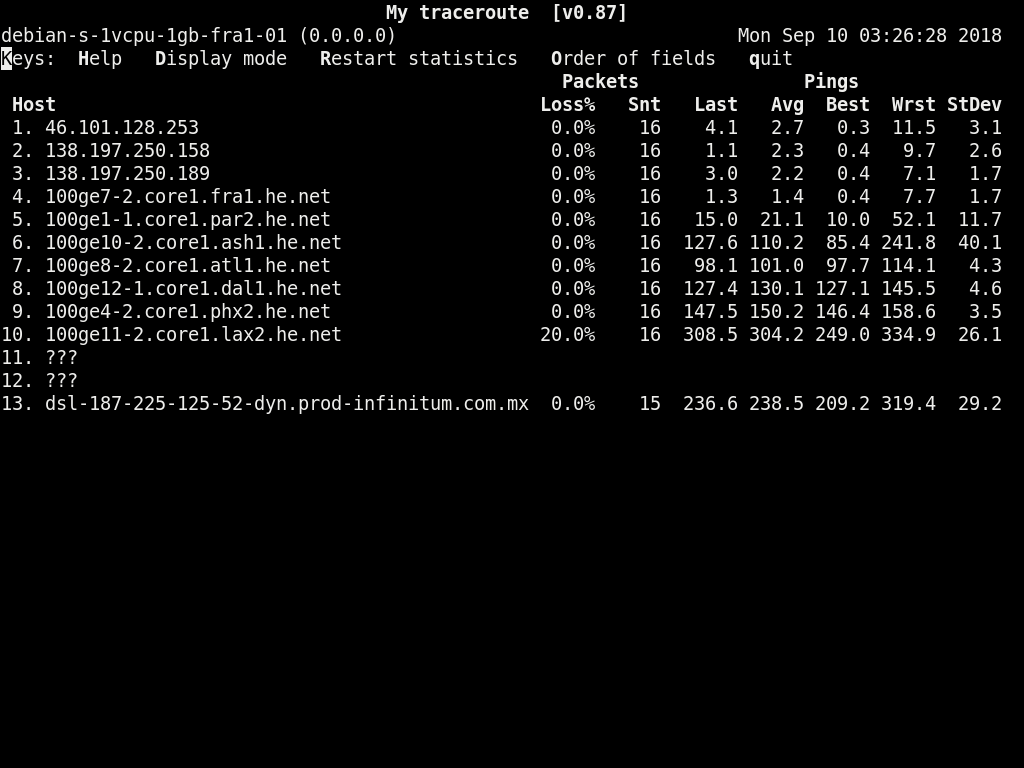 My traceroute  [v0.87]
debian-s-1vcpu-1gb-fra1-01 (0.0.0.0)                               Mon Sep 10 03:26:28 2018
Keys:  Help   Display mode   Restart statistics   Order of fields   quit
Packets               Pings
Host                                            Loss%   Snt   Last   Avg  Best  Wrst StDev
1. 46.101.128.253                                0.0%    16    4.1   2.7   0.3  11.5   3.1
2. 138.197.250.158                               0.0%    16    1.1   2.3   0.4   9.7   2.6
3. 138.197.250.189                               0.0%    16    3.0   2.2   0.4   7.1   1.7
4. 100ge7-2.core1.fra1.he.net                    0.0%    16    1.3   1.4   0.4   7.7   1.7
5. 100ge1-1.core1.par2.he.net                    0.0%    16   15.0  21.1  10.0  52.1  11.7
6. 100ge10-2.core1.ash1.he.net                   0.0%    16  127.6 110.2  85.4 241.8  40.1
7. 100ge8-2.core1.atl1.he.net                    0.0%    16   98.1 101.0  97.7 114.1   4.3
8. 100ge12-1.core1.dal1.he.net                   0.0%    16  127.4 130.1 127.1 145.5   4.6
9. 100ge4-2.core1.phx2.he.net                    0.0%    16  147.5 150.2 146.4 158.6   3.5
10. 100ge11-2.core1.lax2.he.net                  20.0%    16  308.5 304.2 249.0 334.9  26.1
11. ???
12. ???
13. dsl-187-225-125-52-dyn.prod-infinitum.com.mx  0.0%    15  236.6 238.5 209.2 319.4  29.2